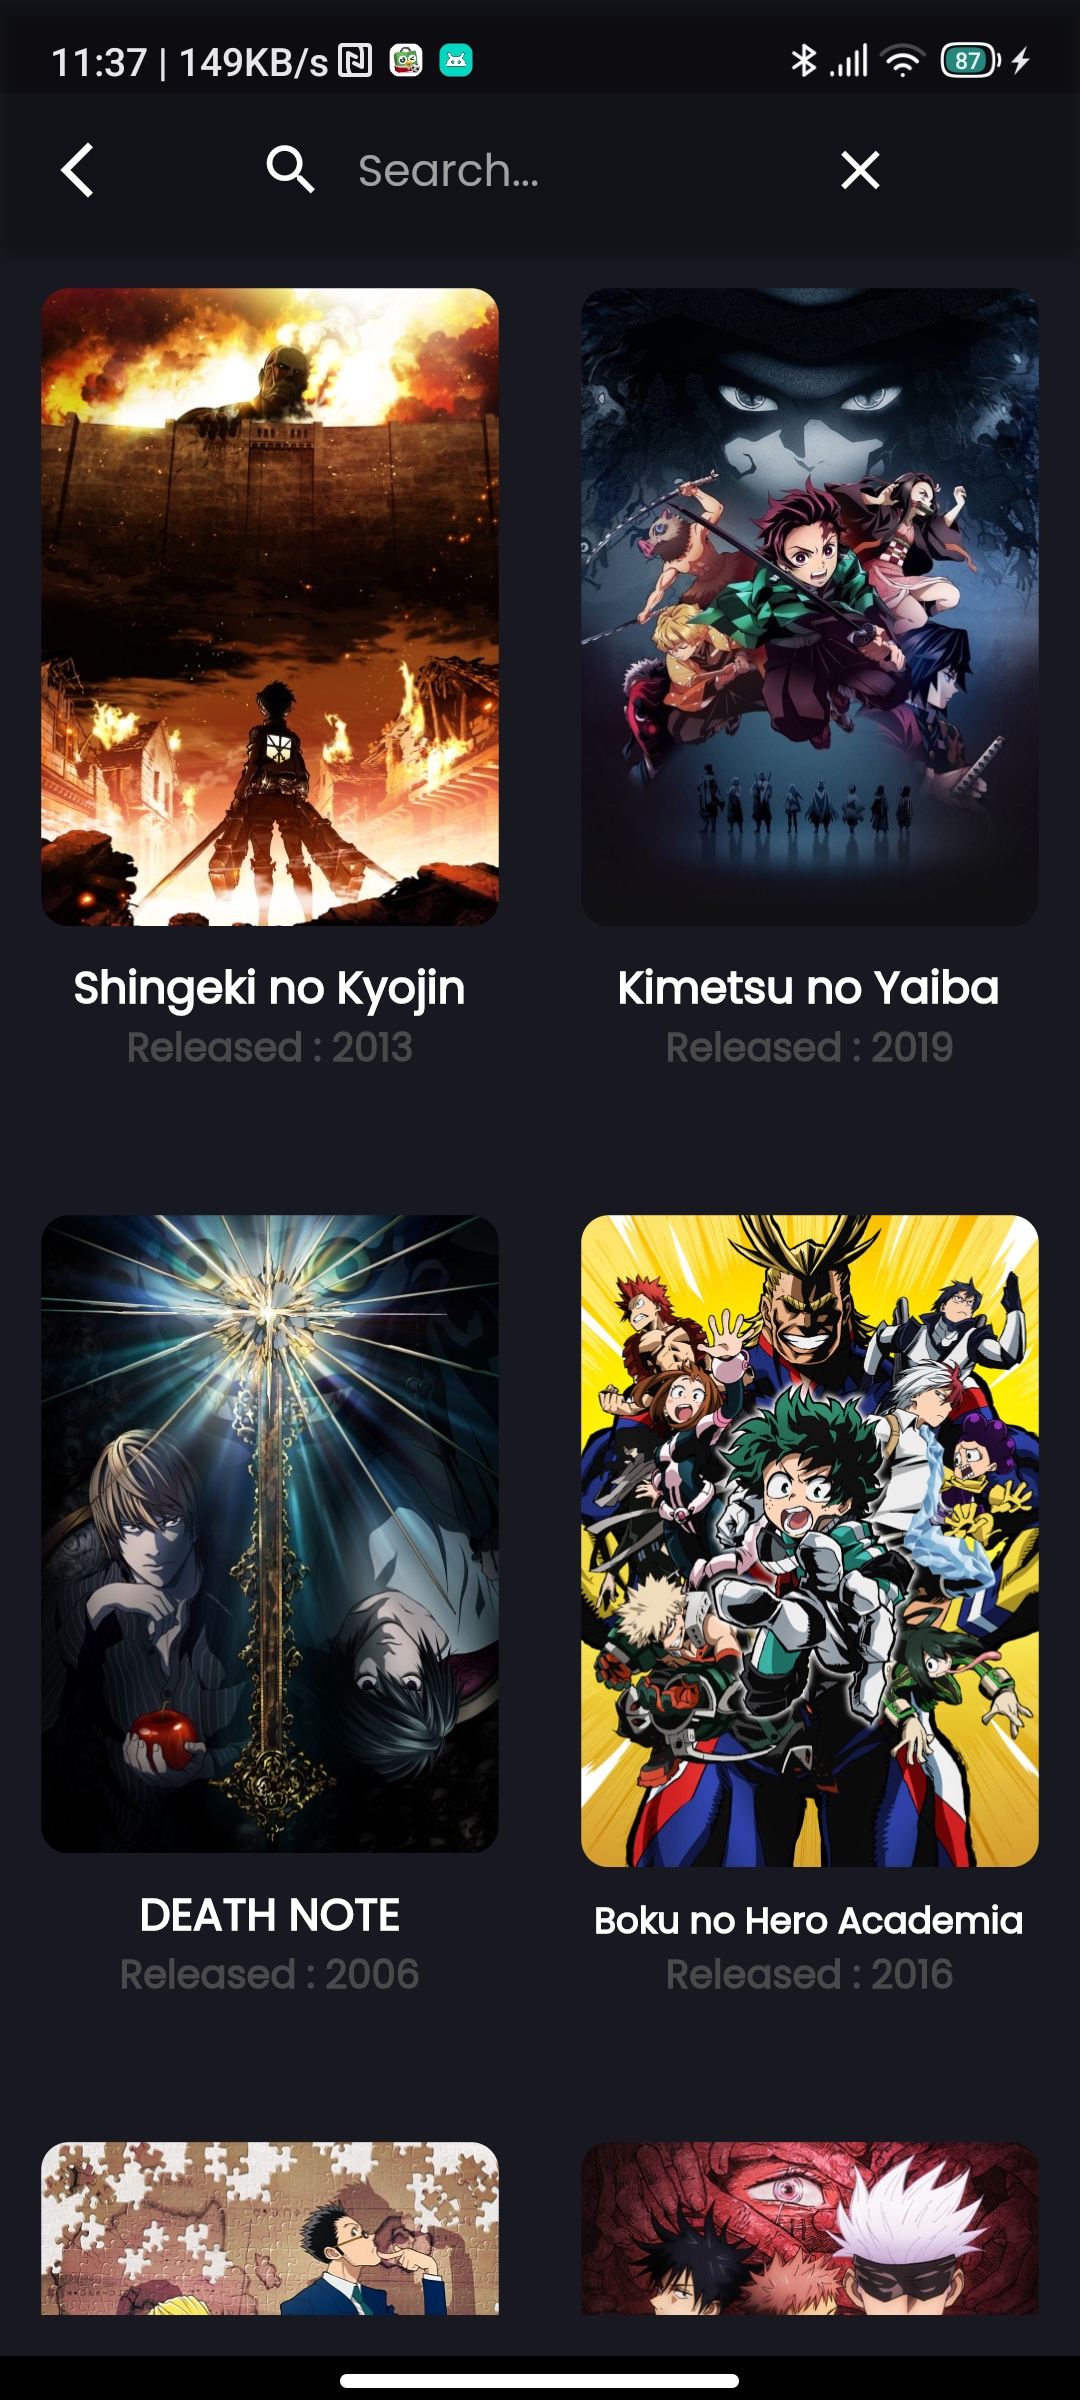 11:37 | 149KB/s
87
Search...
Shingeki no Kyojin
Released : 2013
Kimetsu no Yaiba
Released : 2019
DEATH NOTE
Released : 2006
Boku no Hero Academia
Released : 2016